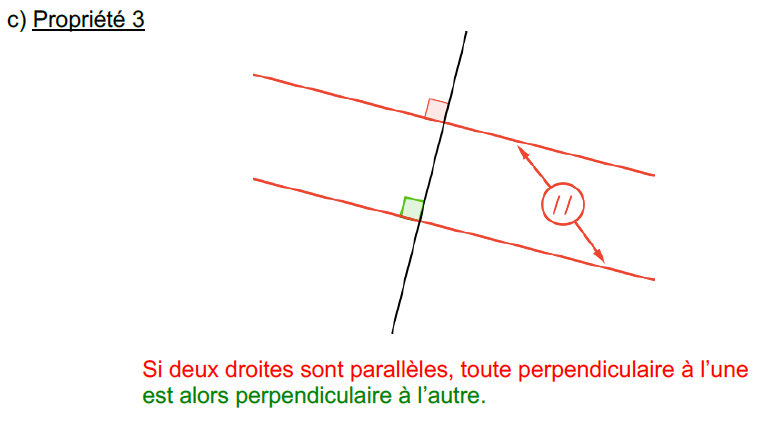 c) Propriété 3
//
Si deux droites sont parallèles, toute perpendiculaire à l’une
est alors perpendiculaire à l’autre.